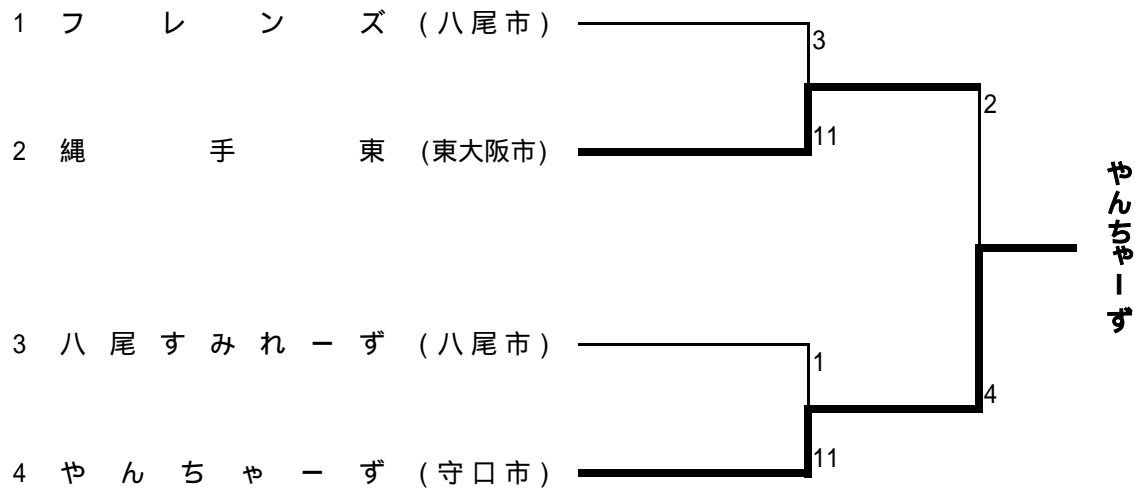 1 フレンズ (八尾市)
3
2
11
2 縄手東 (東大阪市)
やんちゃーず
3 八尾すみれーず (八尾市)
1
4
11
4 やんちゃーず (守口市)